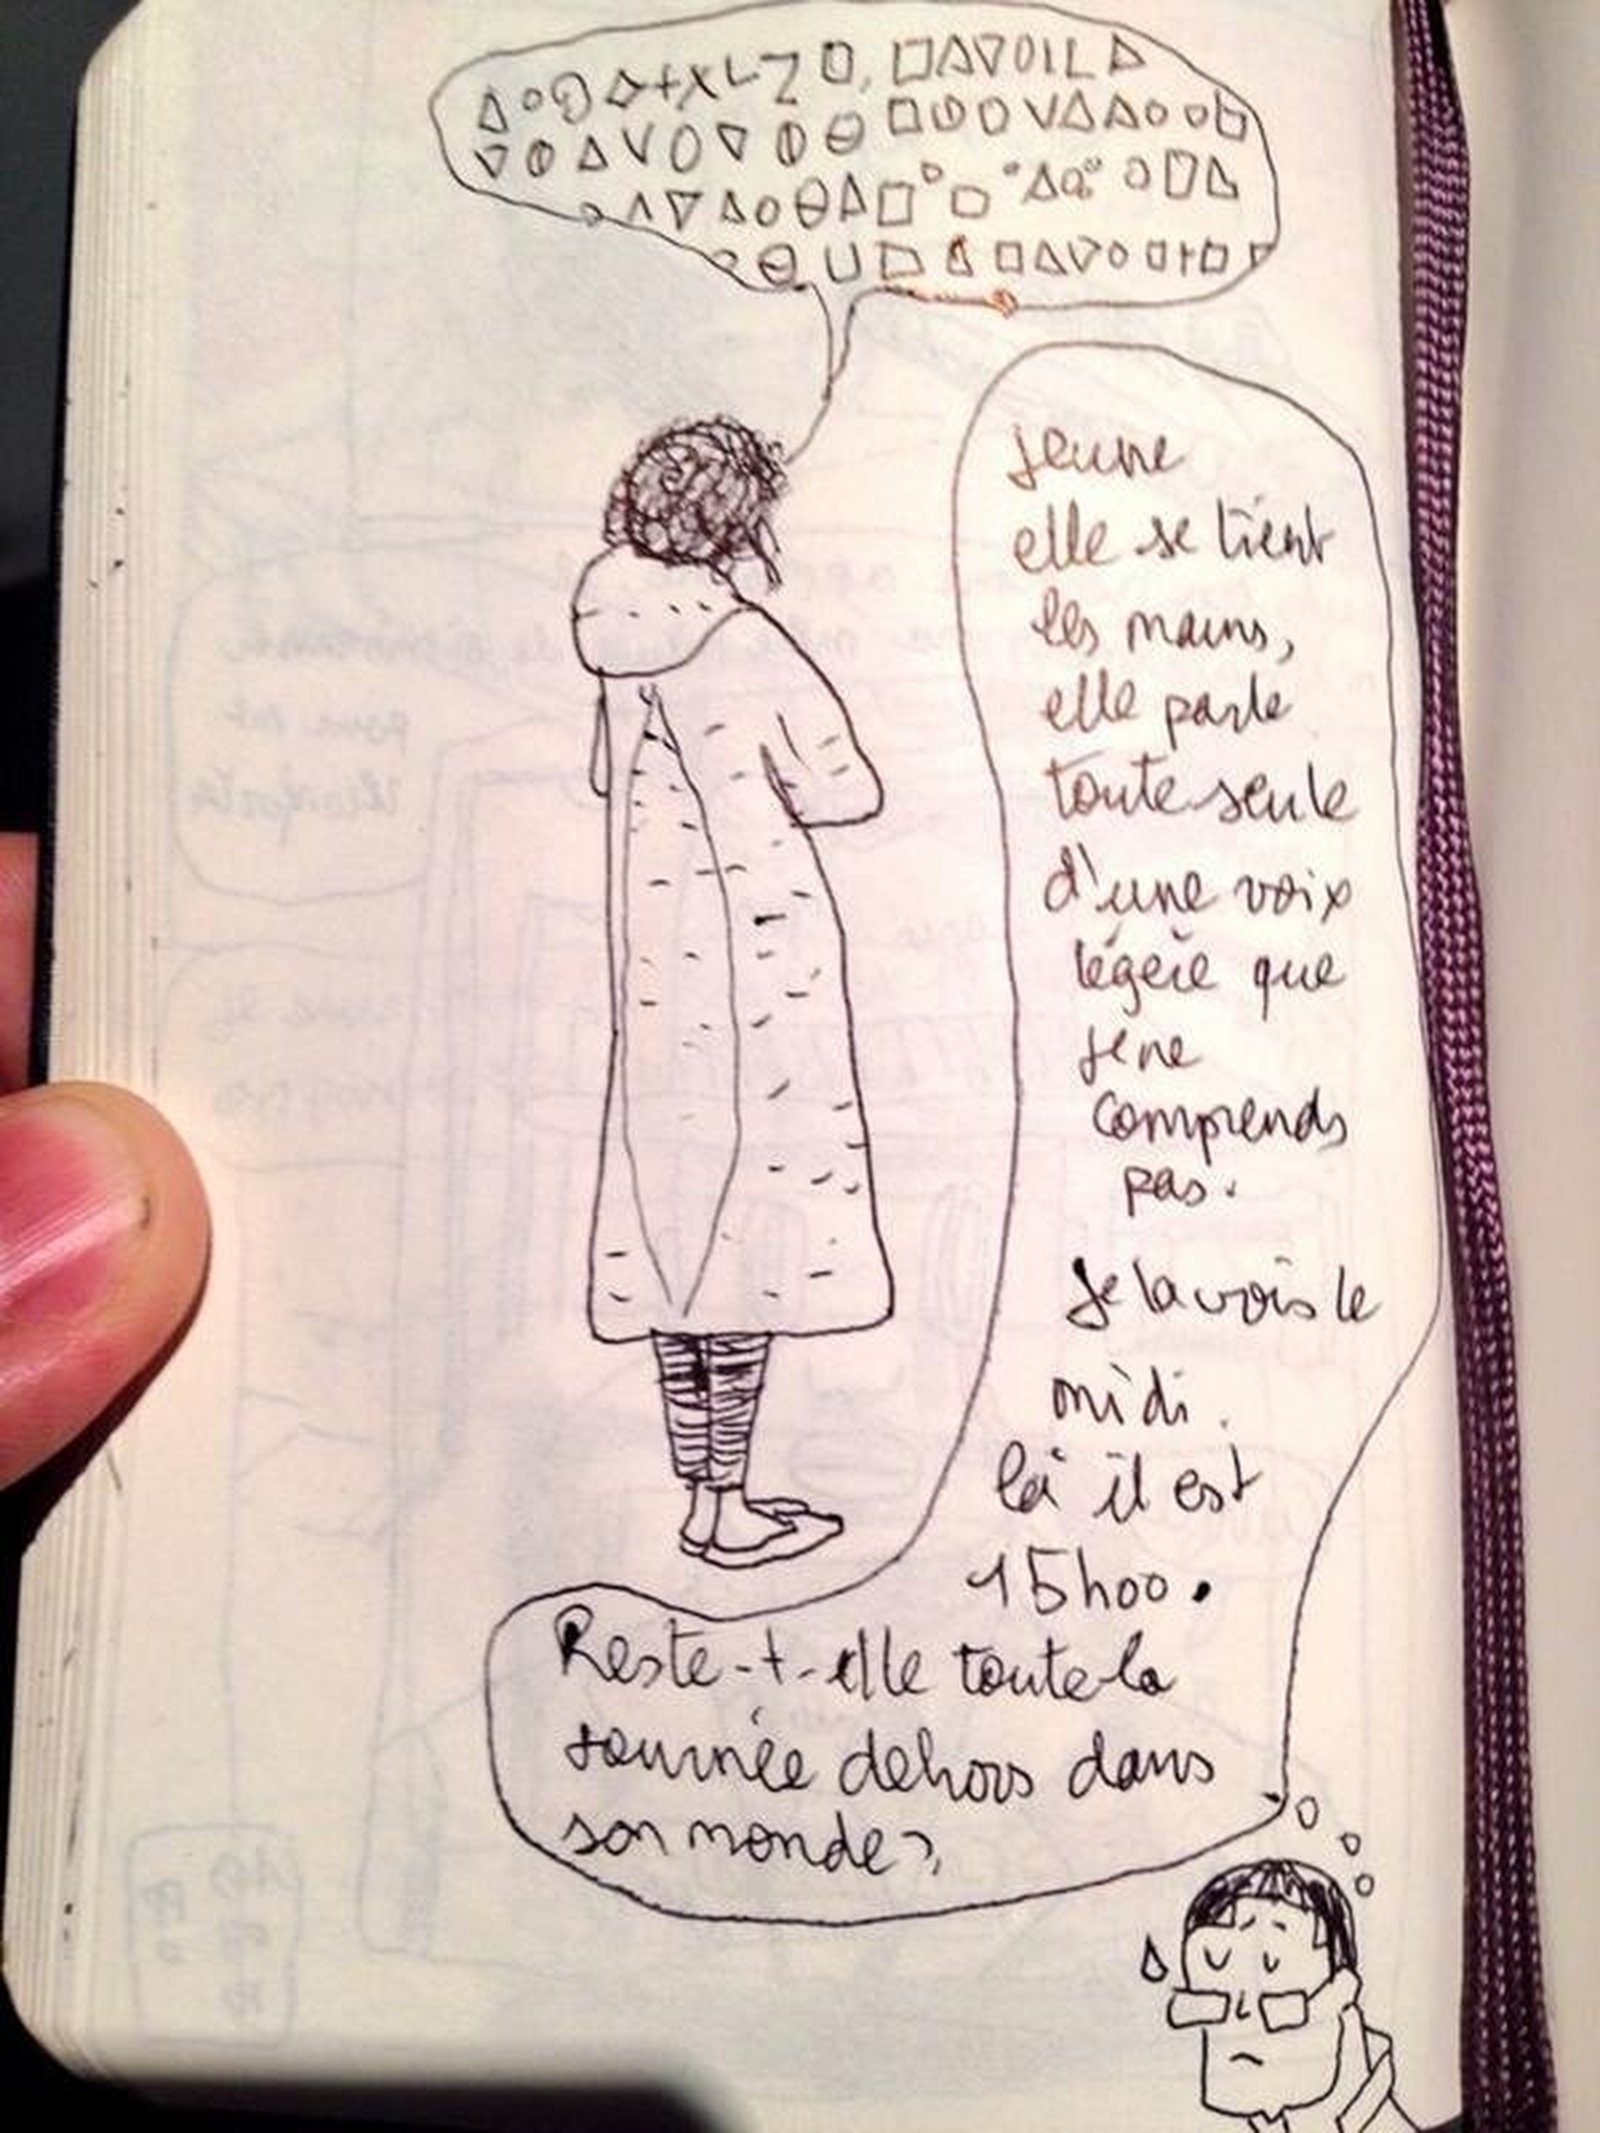 jeune
elle se tient
les mains,
elle parle
toute seule
d'une voix
légère que
je ne
comprends
pas.
Je la vois le
midi.
là il est
15h00.
Reste-t-elle toute la
journée dehors dans
son monde?